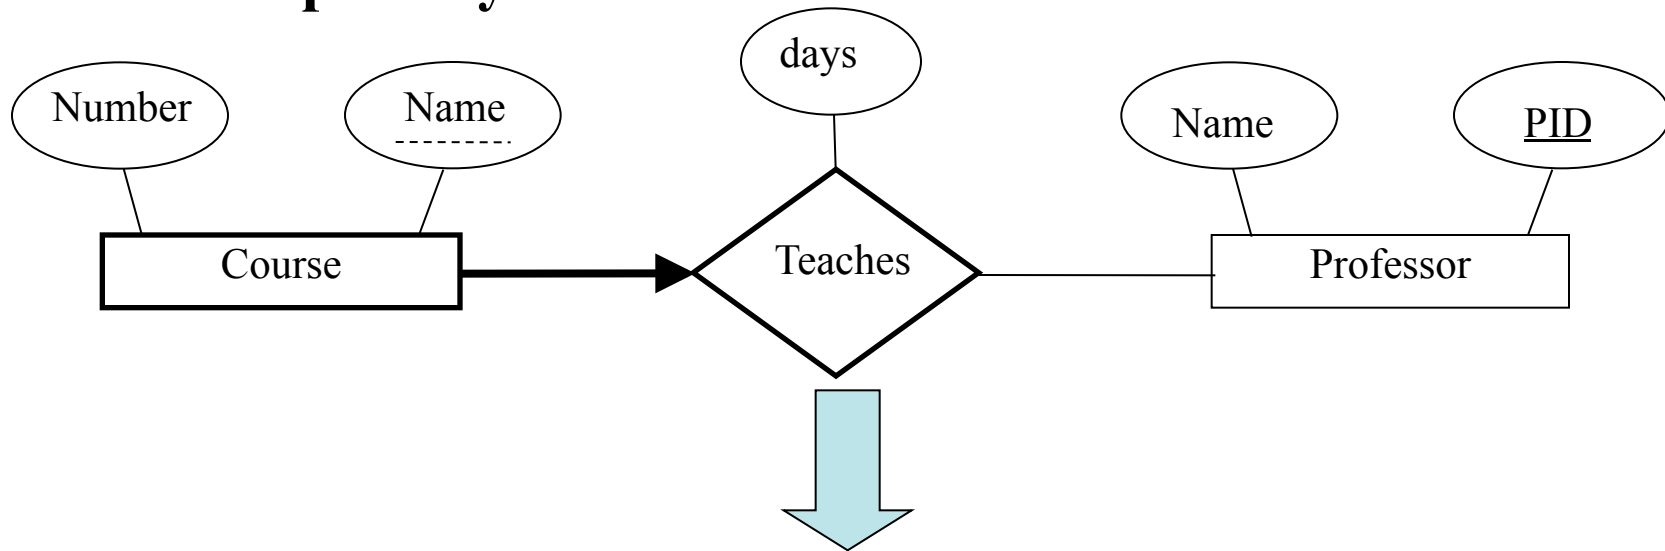 days
Number
Name
Name
PID
Course
Teaches
Professor